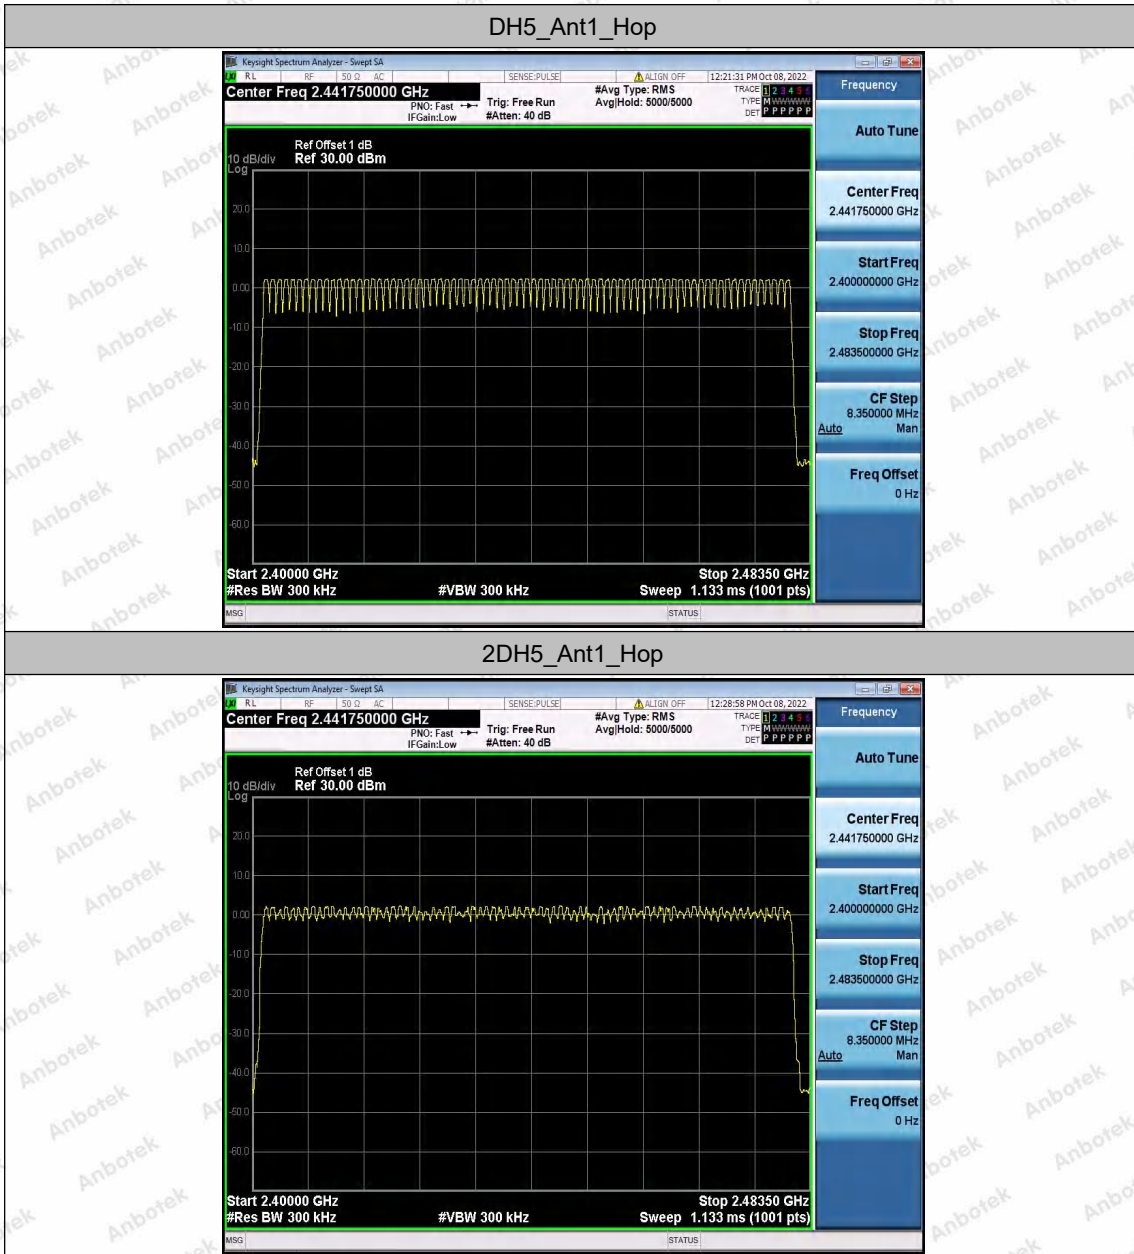 DH5_Ant1_Hop
Keysight Spectrum Analyzer - Swept SA
RL RF 50 Ω AC SENSE:PULSE ALIGN OFF 12:21:31 PM Oct 08, 2022
Center Freq 2.441750000 GHz
PNO: Fast
IFGain:Low
Trig: Free Run
#Atten: 40 dB
#Avg Type: RMS
Avg|Hold: 5000/5000
TRACE 1 2 3 4 5 6
TYPE M WWWWW
DET P P P P P P
Frequency
Auto Tune
Ref Offset 1 dB
10 dB/div Ref 30.00 dBm
Log
20.0
10.0
0.00
-10.0
-20.0
-30.0
-40.0
-50.0
-60.0
Start 2.40000 GHz
Stop 2.48350 GHz
#Res BW 300 kHz
#VBW 300 kHz
Sweep 1.133 ms (1001 pts)
Center Freq
2.441750000 GHz
Start Freq
2.400000000 GHz
Stop Freq
2.483500000 GHz
CF Step
8.350000 MHz
Auto Man
Freq Offset
0 Hz
MSG STATUS
2DH5_Ant1_Hop
Keysight Spectrum Analyzer - Swept SA
RL RF 50 Ω AC SENSE:PULSE ALIGN OFF 12:28:58 PM Oct 08, 2022
Center Freq 2.441750000 GHz
PNO: Fast
IFGain:Low
Trig: Free Run
#Atten: 40 dB
#Avg Type: RMS
Avg|Hold: 5000/5000
TRACE 1 2 3 4 5 6
TYPE M WWWWW
DET P P P P P P
Frequency
Auto Tune
Ref Offset 1 dB
10 dB/div Ref 30.00 dBm
Log
20.0
10.0
0.00
-10.0
-20.0
-30.0
-40.0
-50.0
-60.0
Start 2.40000 GHz
Stop 2.48350 GHz
#Res BW 300 kHz
#VBW 300 kHz
Sweep 1.133 ms (1001 pts)
Center Freq
2.441750000 GHz
Start Freq
2.400000000 GHz
Stop Freq
2.483500000 GHz
CF Step
8.350000 MHz
Auto Man
Freq Offset
0 Hz
MSG STATUS
Anbotek